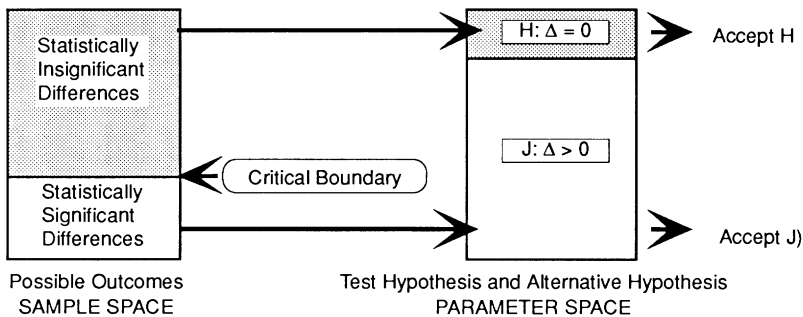 Statistically
Insignificant
Differences
H: Δ = 0
Accept H
J: Δ > 0
Critical Boundary
Statistically
Significant
Differences
Accept J)
Possible Outcomes
SAMPLE SPACE
Test Hypothesis and Alternative Hypothesis
PARAMETER SPACE